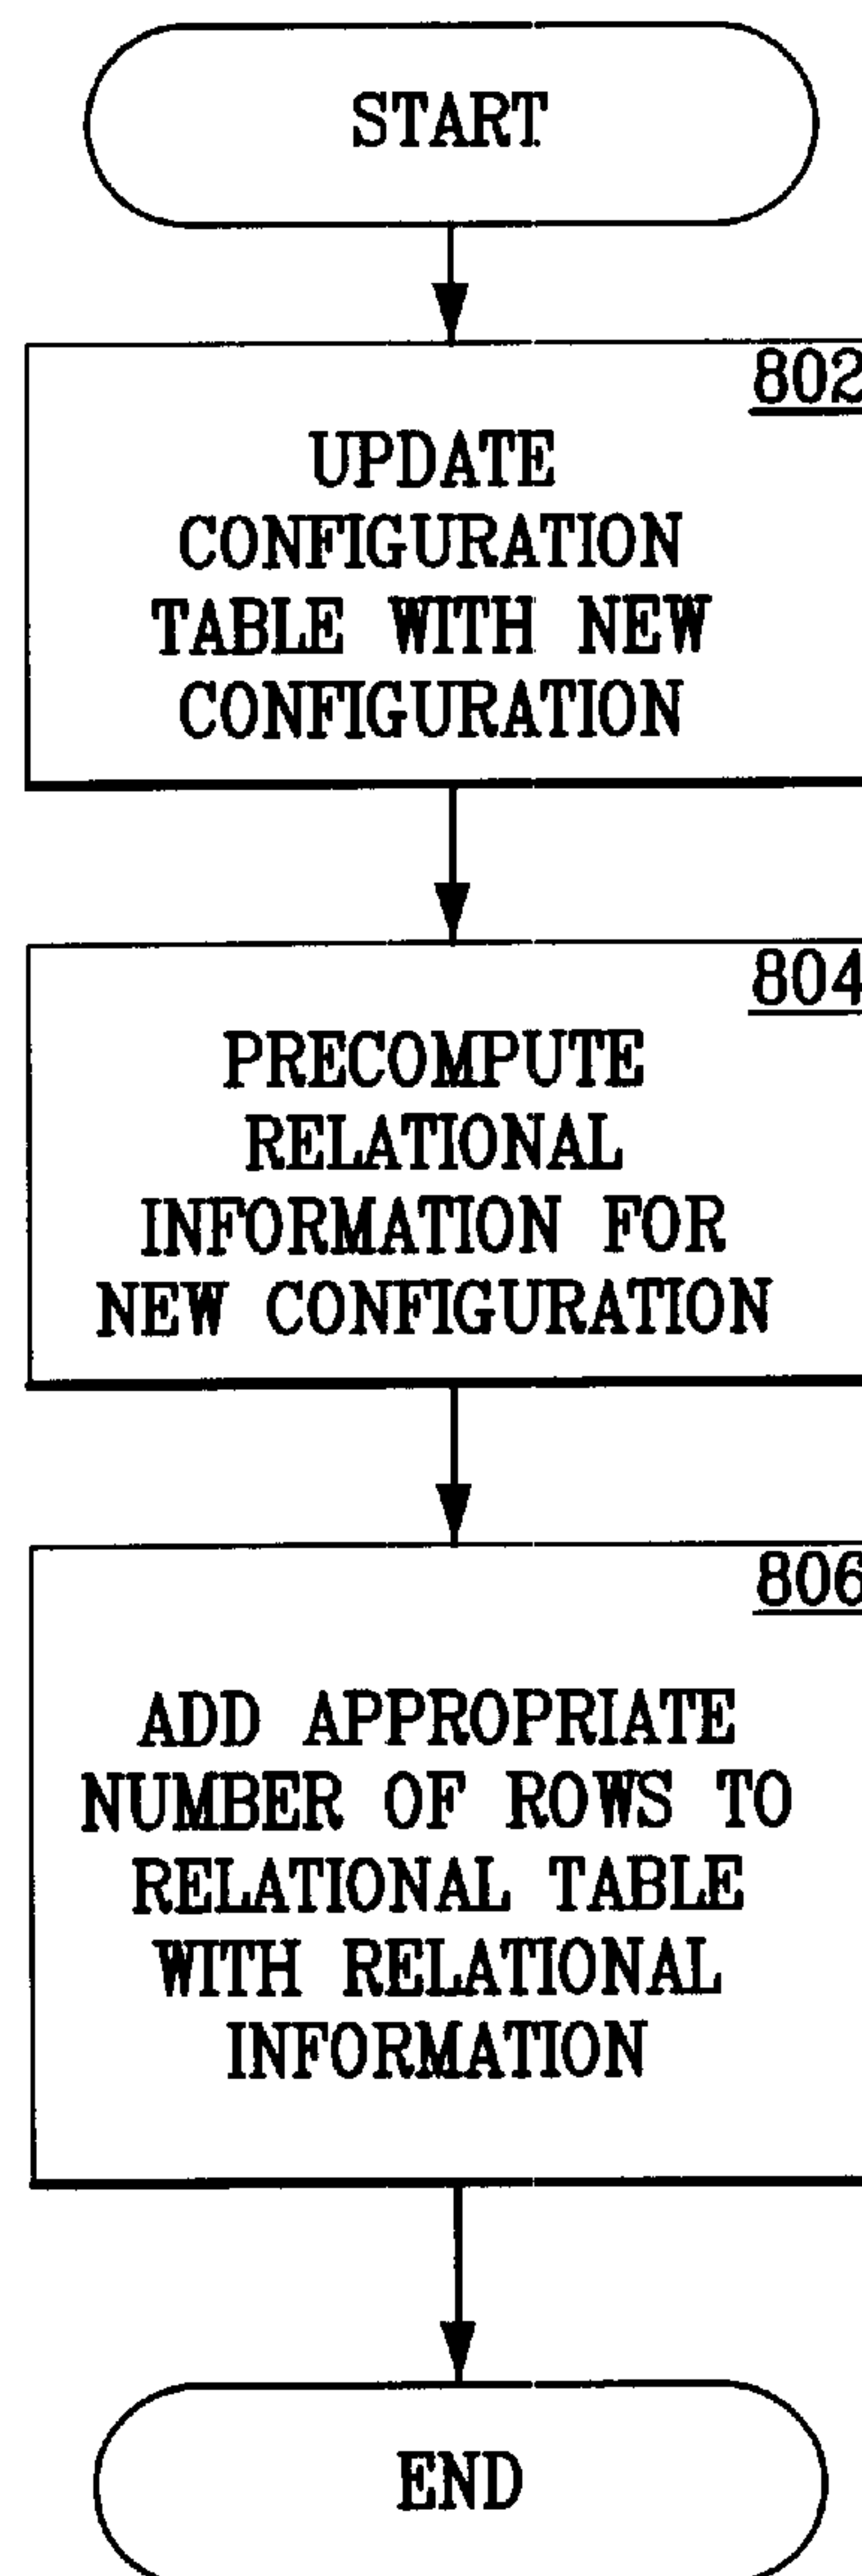 START
802
UPDATE
CONFIGURATION
TABLE WITH NEW
CONFIGURATION
804
PRECOMPUTE
RELATIONAL
INFORMATION FOR
NEW CONFIGURATION
806
ADD APPROPRIATE
NUMBER OF ROWS TO
RELATIONAL TABLE
WITH RELATIONAL
INFORMATION
END